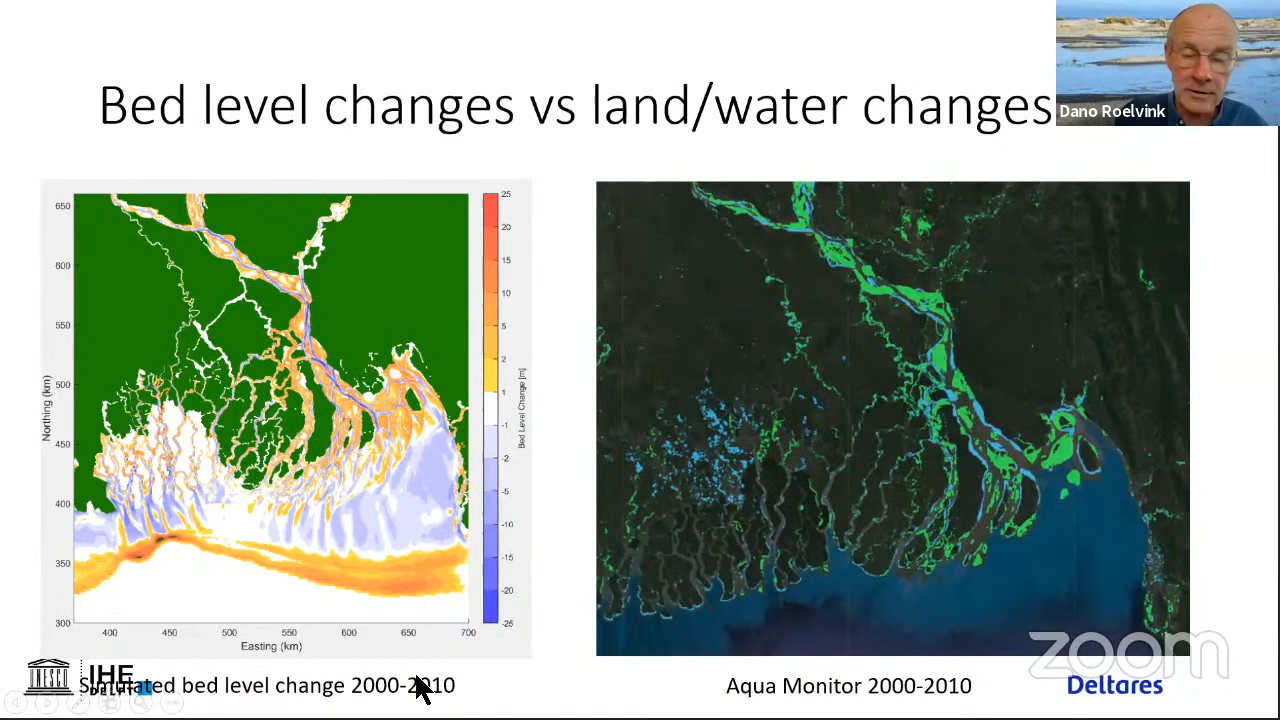 Bed level changes vs land/water changes
Dano Roelvink
650
600
550
500
450
400
350
300
Northing (km)
400
450
500
550
600
650
700
Easting (km)
25
20
15
10
5
2
1
-1
-2
-5
-10
-15
-20
-26
Bed Level Change [m]
zoom
UNESCO
IHE
DELFT
Simulated bed level change 2000-2010
Aqua Monitor 2000-2010
Deltares